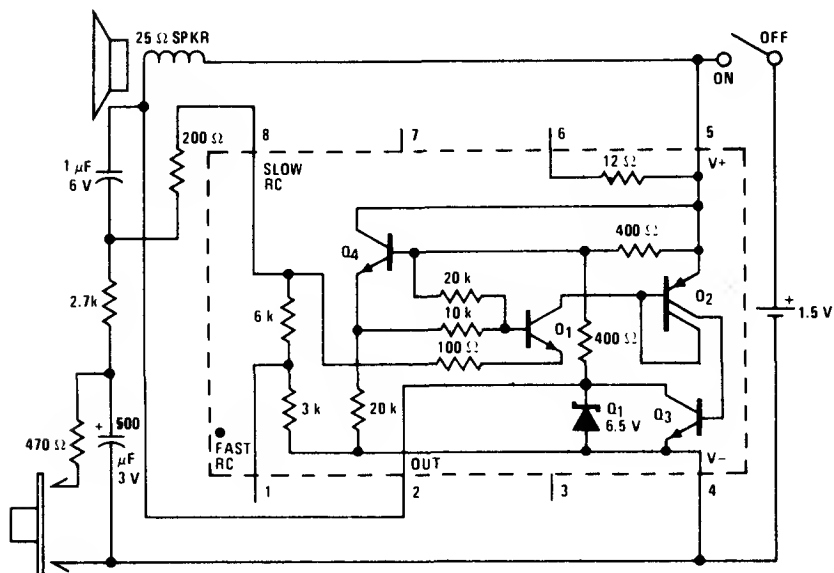 25 Ω SPKR
OFF
ON
1 μF
6 V
200 Ω
8
7
6
5
SLOW
RC
12 Ω
V+
Q4
400 Ω
2.7k
20 k
Q2
6 k
10 k
O1
400 Ω
+
1.5 V
100 Ω
470 Ω
+
500
μF
3 V
3 k
20k
Q1
6.5 V
Q3
FAST
RC
OUT
V−
1
2
3
4